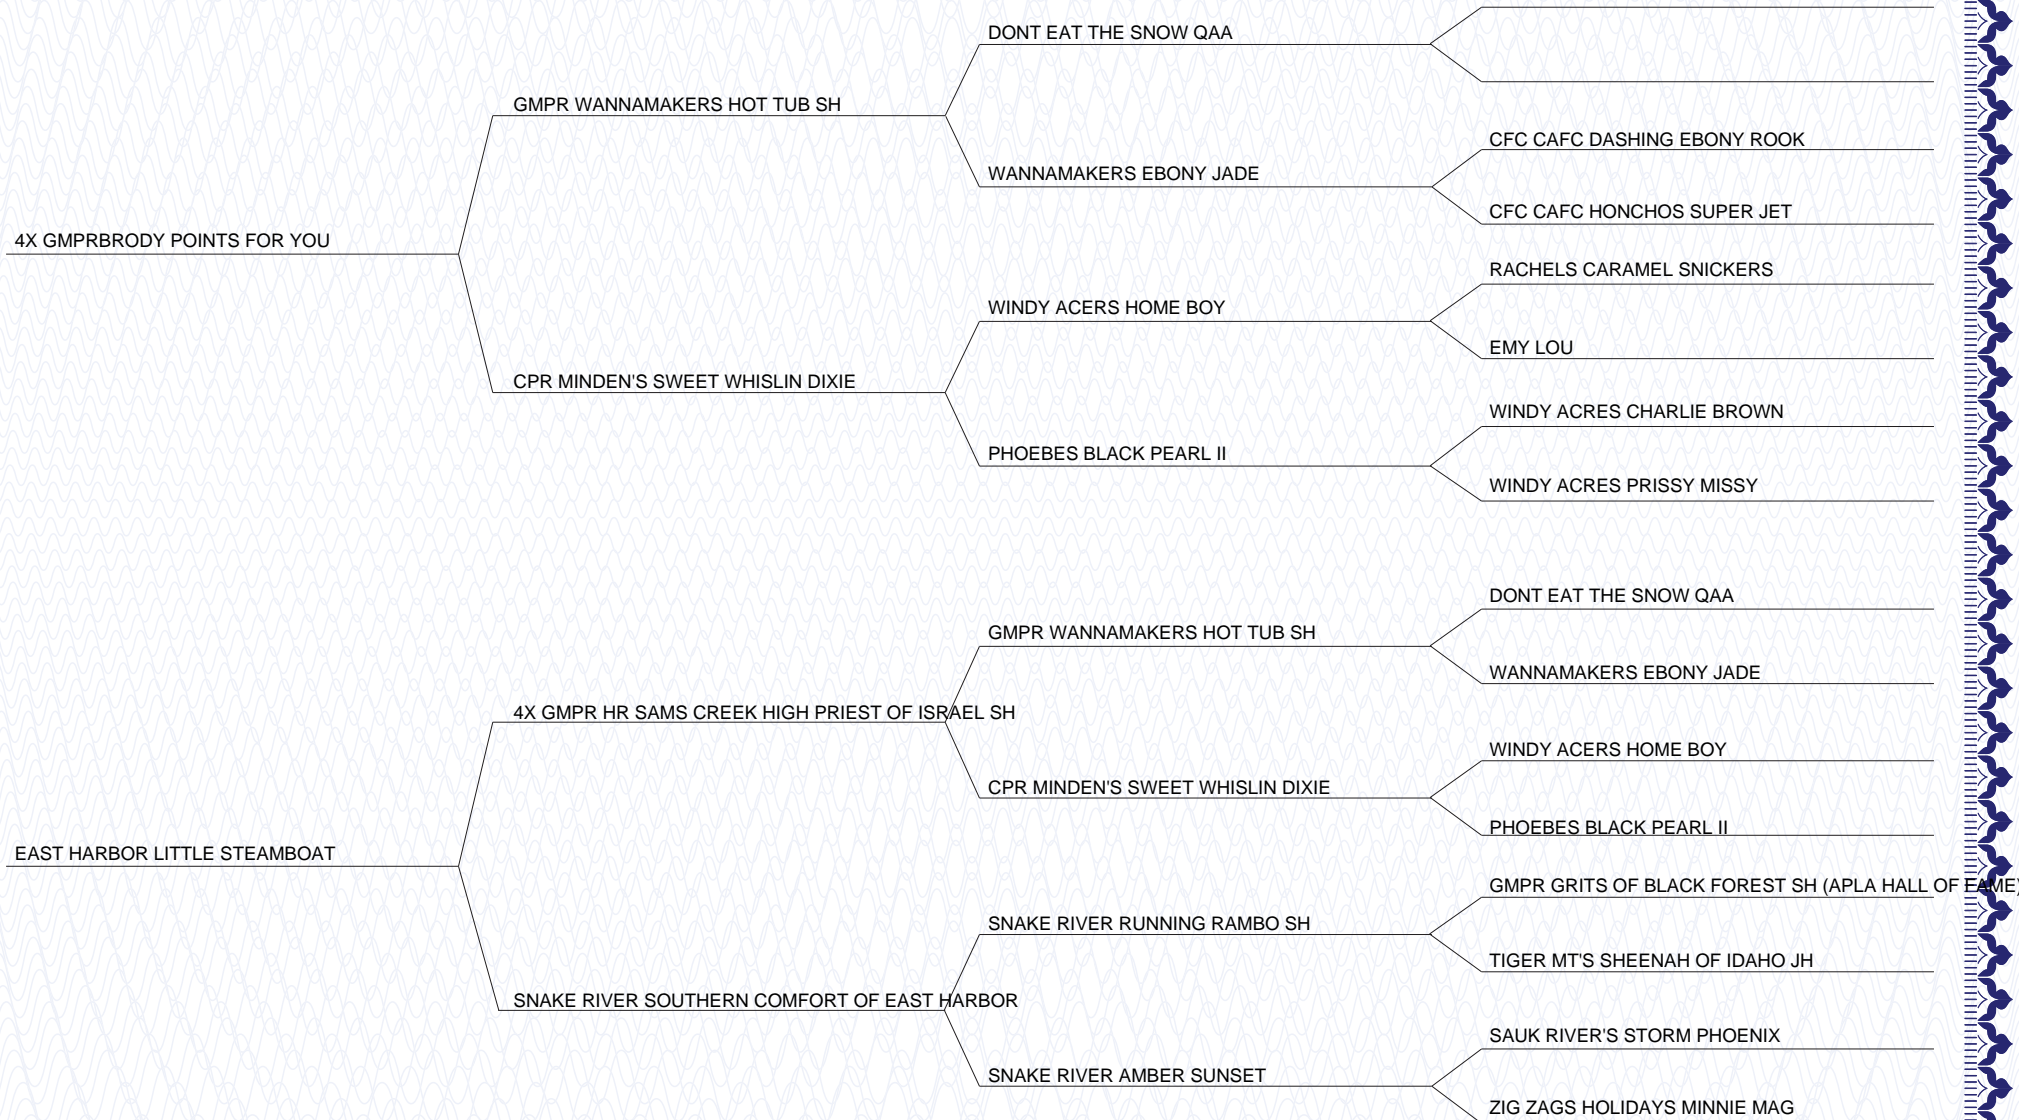 DONT EAT THE SNOW QAA
GMPR WANNAMAKERS HOT TUB SH
CFC CAFC DASHING EBONY ROOK
WANNAMAKERS EBONY JADE
CFC CAFC HONCHOS SUPER JET
4X GMPRBRODY POINTS FOR YOU
RACHELS CARAMEL SNICKERS
WINDY ACERS HOME BOY
EMY LOU
CPR MINDEN'S SWEET WHISLIN DIXIE
WINDY ACRES CHARLIE BROWN
PHOEBES BLACK PEARL II
WINDY ACRES PRISSY MISSY
DONT EAT THE SNOW QAA
GMPR WANNAMAKERS HOT TUB SH
WANNAMAKERS EBONY JADE
4X GMPR HR SAMS CREEK HIGH PRIEST OF ISRAEL SH
WINDY ACERS HOME BOY
CPR MINDEN'S SWEET WHISLIN DIXIE
PHOEBES BLACK PEARL II
EAST HARBOR LITTLE STEAMBOAT
GMPR GRITS OF BLACK FOREST SH (APLA HALL OF FAME)
SNAKE RIVER RUNNING RAMBO SH
TIGER MT'S SHEENAH OF IDAHO JH
SNAKE RIVER SOUTHERN COMFORT OF EAST HARBOR
SAUK RIVER'S STORM PHOENIX
SNAKE RIVER AMBER SUNSET
ZIG ZAGS HOLIDAYS MINNIE MAG